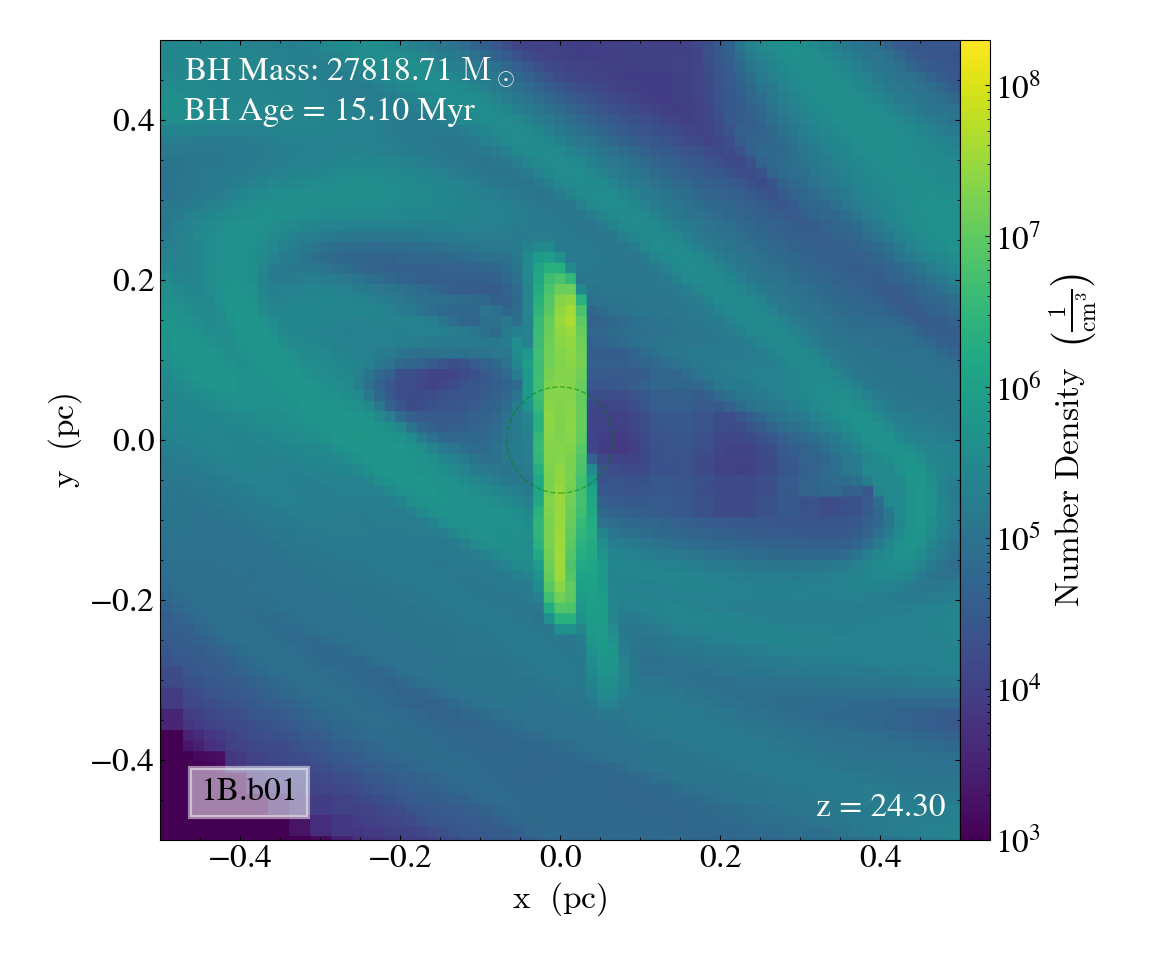 BH Mass: 27818.71 M⊙
BH Age = 15.10 Myr
1B.b01
z = 24.30
0.4
0.2
0.0
−0.2
−0.4
y (pc)
−0.4 −0.2 0.0 0.2 0.4
x (pc)
10⁸
10⁷
10⁶
10⁵
10⁴
10³
Number Density (1/cm³)